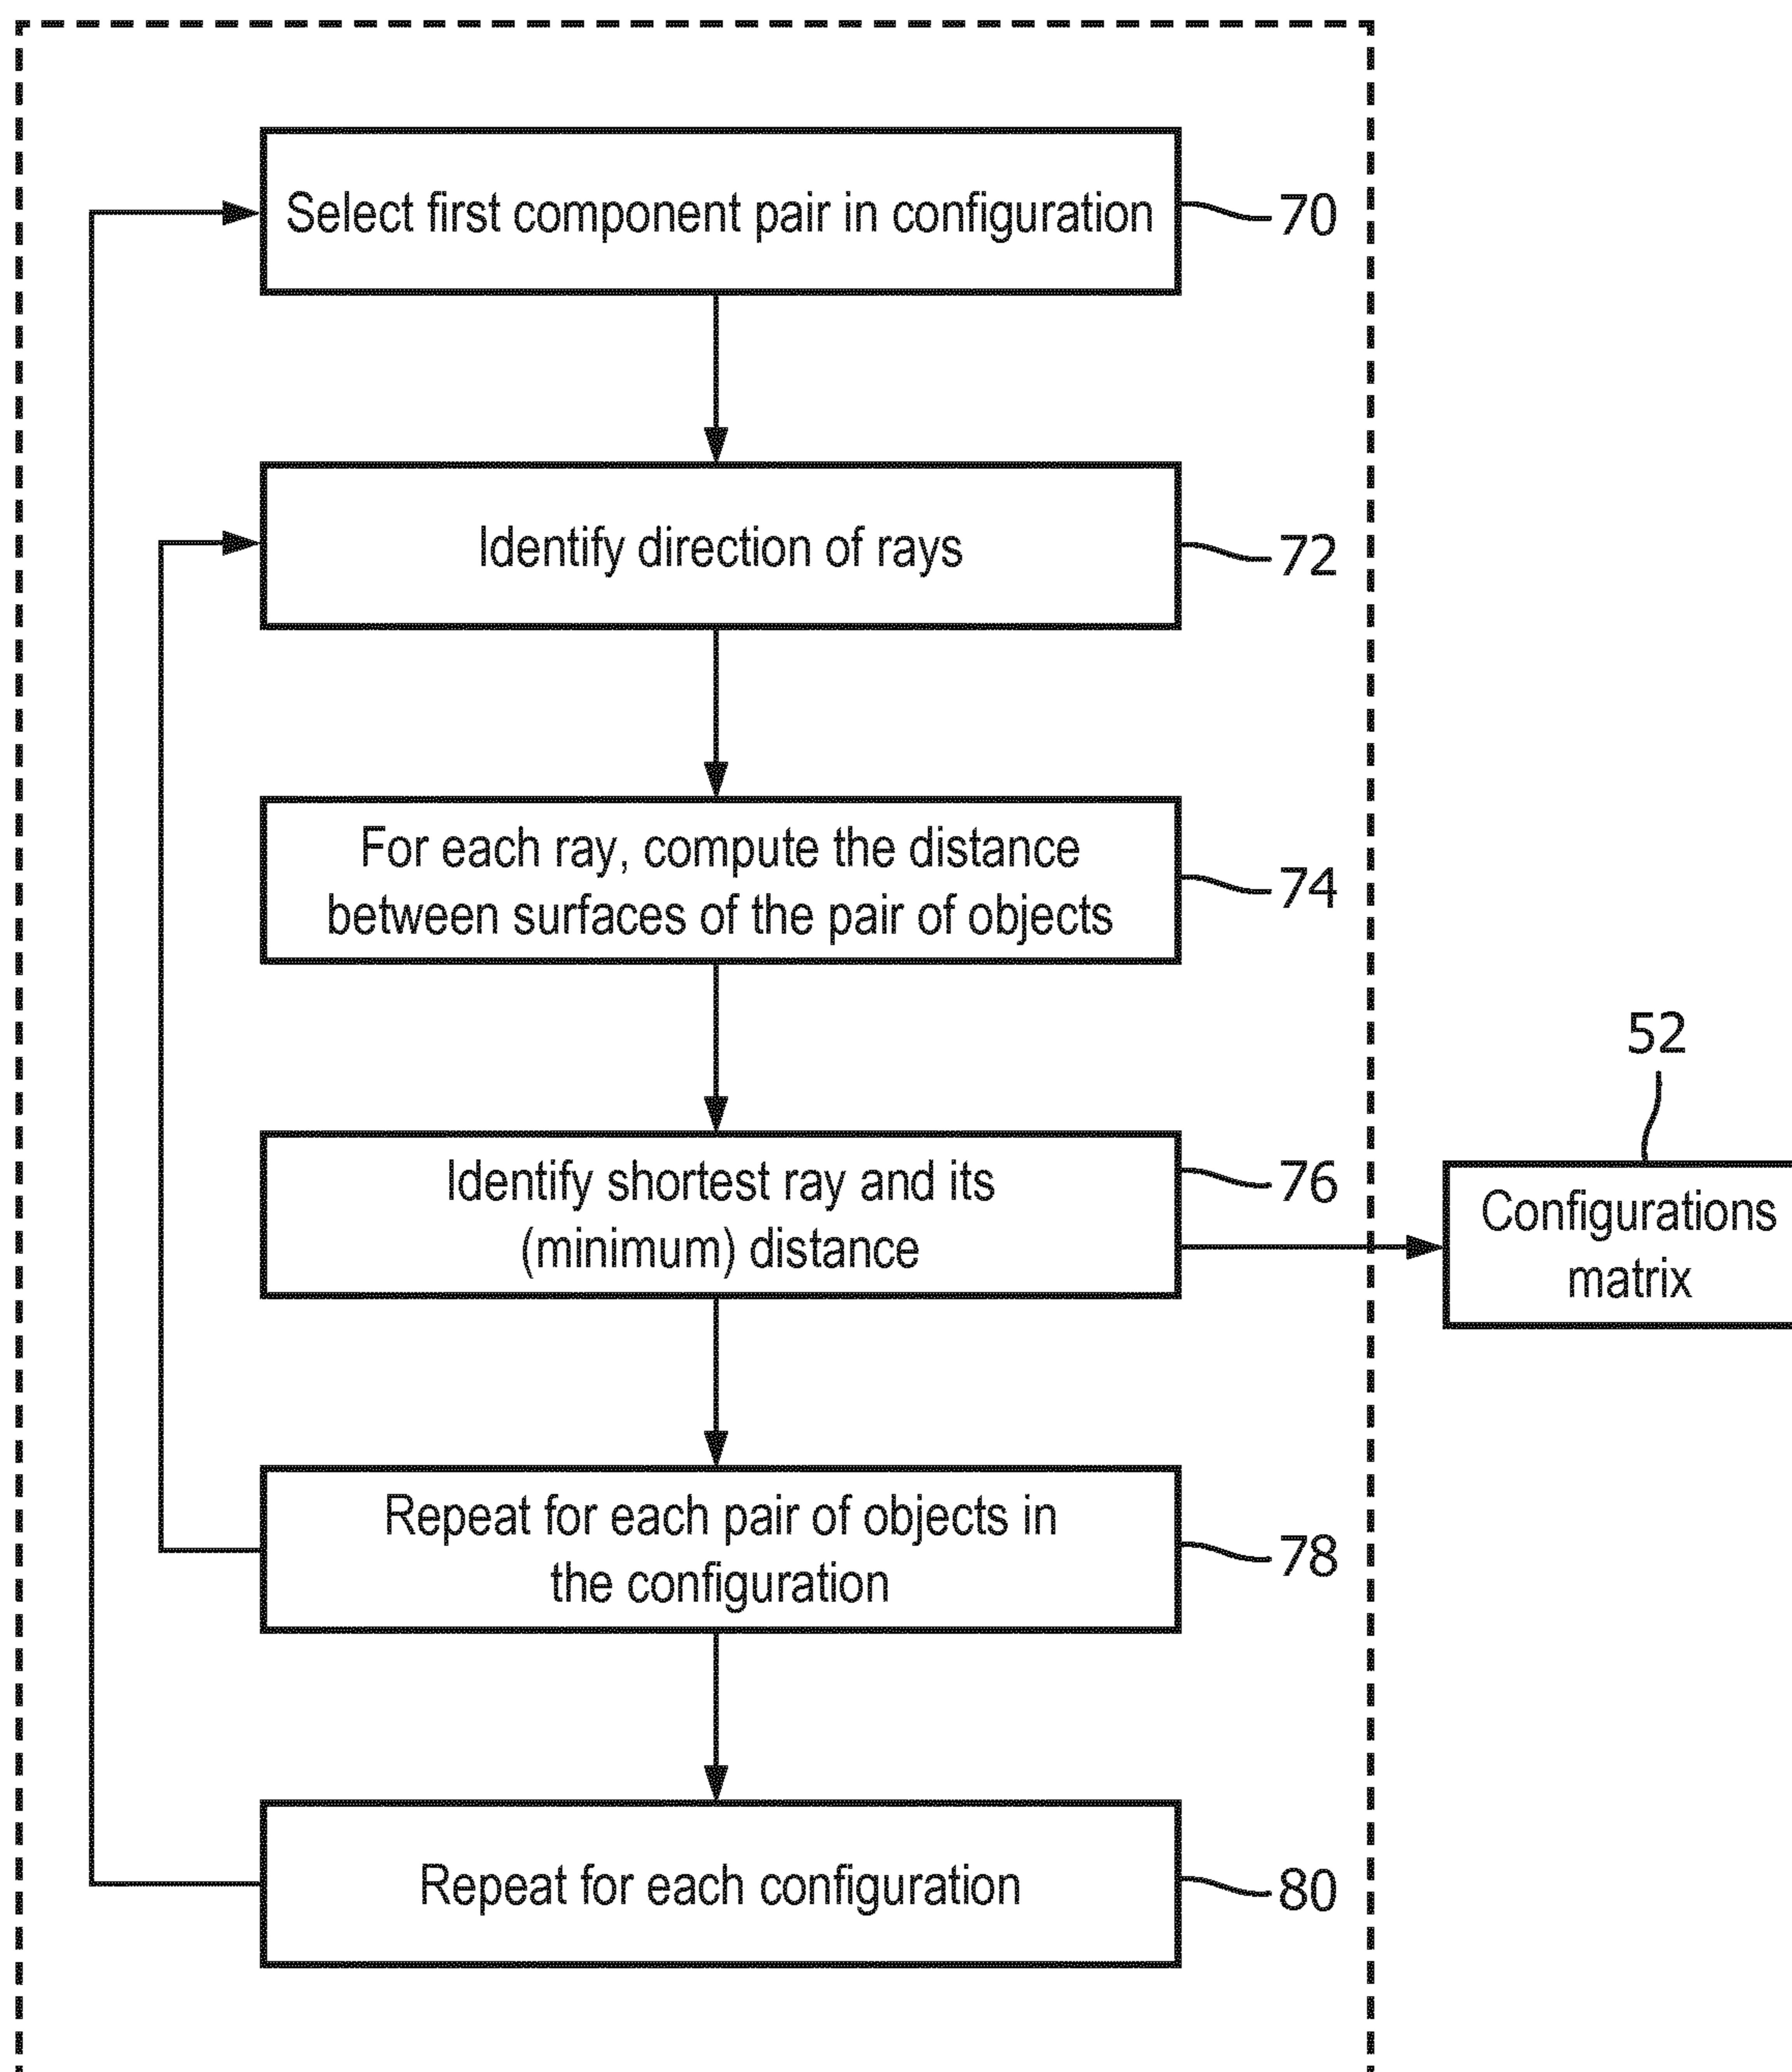 Select first component pair in configuration
70
Identify direction of rays
72
For each ray, compute the distance
between surfaces of the pair of objects
74
Identify shortest ray and its
(minimum) distance
76
52
Configurations
matrix
Repeat for each pair of objects in
the configuration
78
Repeat for each configuration
80